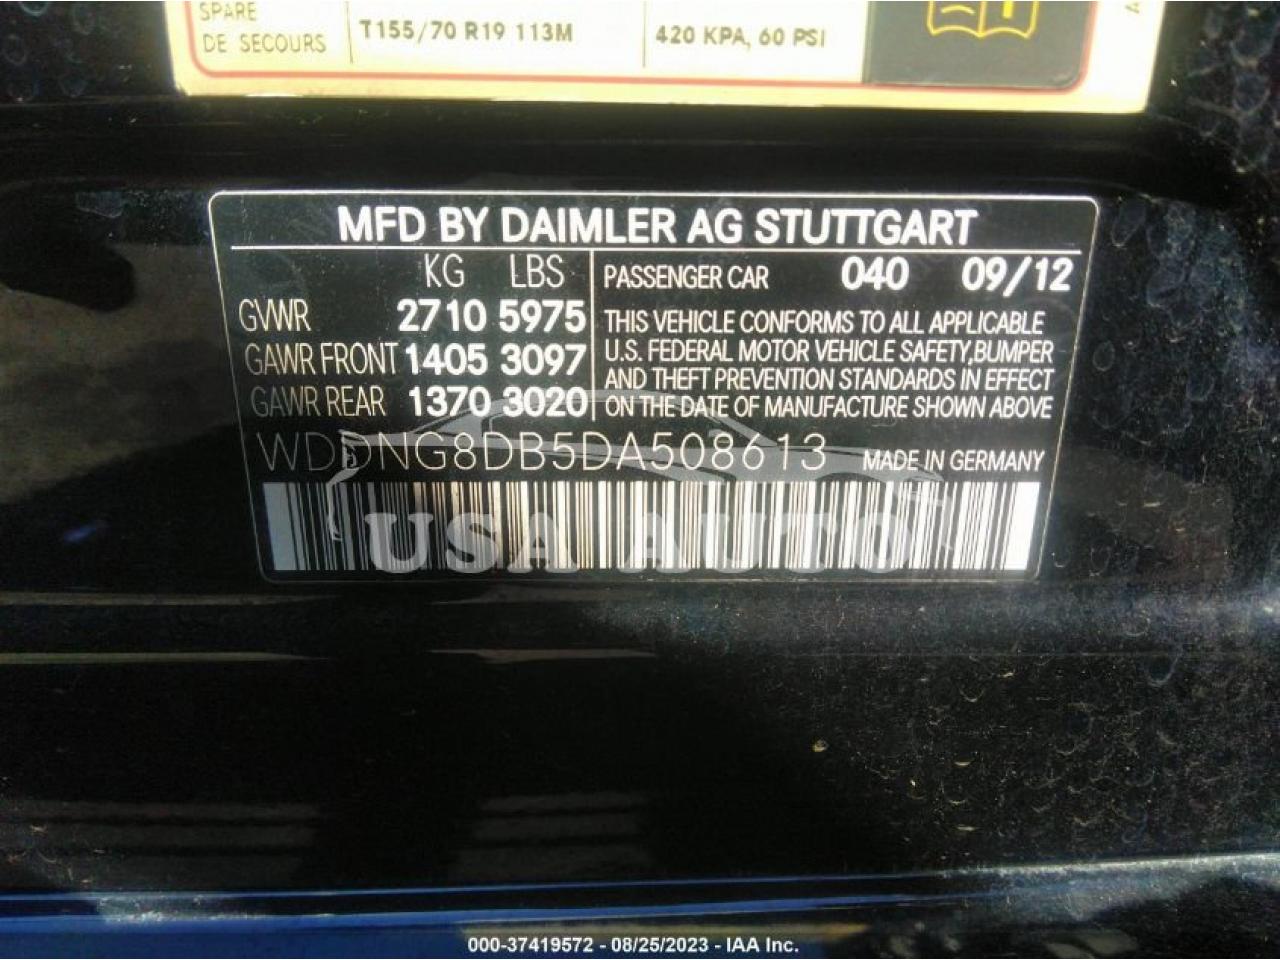 SPARE
DE SECOURS
T155/70 R19 113M
420 KPA, 60 PSI
MFD BY DAIMLER AG STUTTGART
KG LBS
GVWR 2710 5975
GAWR FRONT 1405 3097
GAWR REAR 1370 3020
PASSENGER CAR 040 09/12
THIS VEHICLE CONFORMS TO ALL APPLICABLE
U.S. FEDERAL MOTOR VEHICLE SAFETY,BUMPER
AND THEFT PREVENTION STANDARDS IN EFFECT
ON THE DATE OF MANUFACTURE SHOWN ABOVE
WDDNG8DB5DA508613 MADE IN GERMANY
USA AUTO
000-37419572 - 08/25/2023 - IAA Inc.